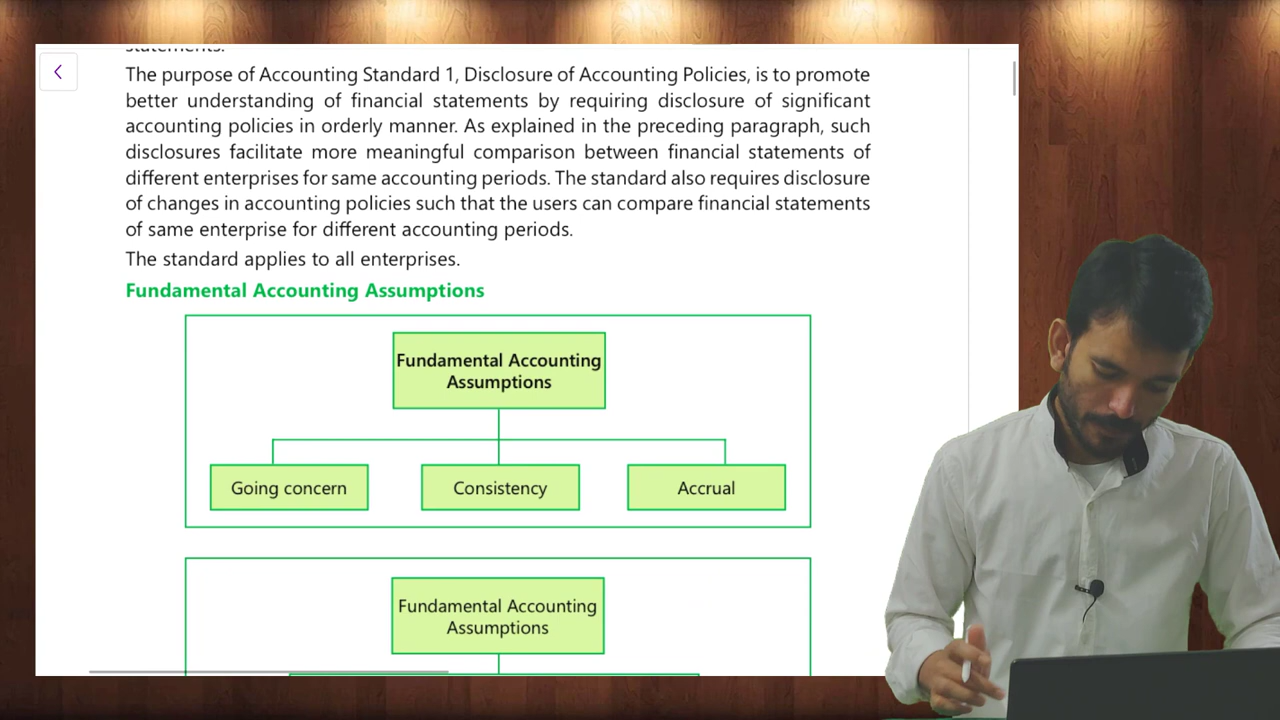 statements.
The purpose of Accounting Standard 1, Disclosure of Accounting Policies, is to promote
better understanding of financial statements by requiring disclosure of significant
accounting policies in orderly manner. As explained in the preceding paragraph, such
disclosures facilitate more meaningful comparison between financial statements of
different enterprises for same accounting periods. The standard also requires disclosure
of changes in accounting policies such that the users can compare financial statements
of same enterprise for different accounting periods.
The standard applies to all enterprises.
Fundamental Accounting Assumptions
Fundamental Accounting
Assumptions
Going concern
Consistency
Accrual
Fundamental Accounting
Assumptions